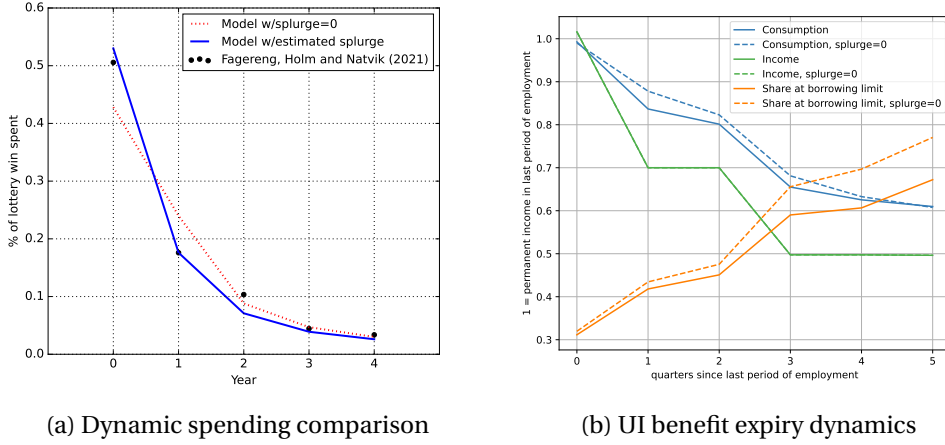 Model w/splurge=0
Model w/estimated splurge
Fagereng, Holm and Natvik (2021)
% of lottery win spent
0.6
0.5
0.4
0.3
0.2
0.1
0.0
0 1 2 3 4
Year
(a) Dynamic spending comparison
Consumption
Consumption, splurge=0
Income
Income, splurge=0
Share at borrowing limit
Share at borrowing limit, splurge=0
1 = permanent income in last period of employment
1.0
0.9
0.8
0.7
0.6
0.5
0.4
0.3
0 1 2 3 4 5
quarters since last period of employment
(b) UI benefit expiry dynamics